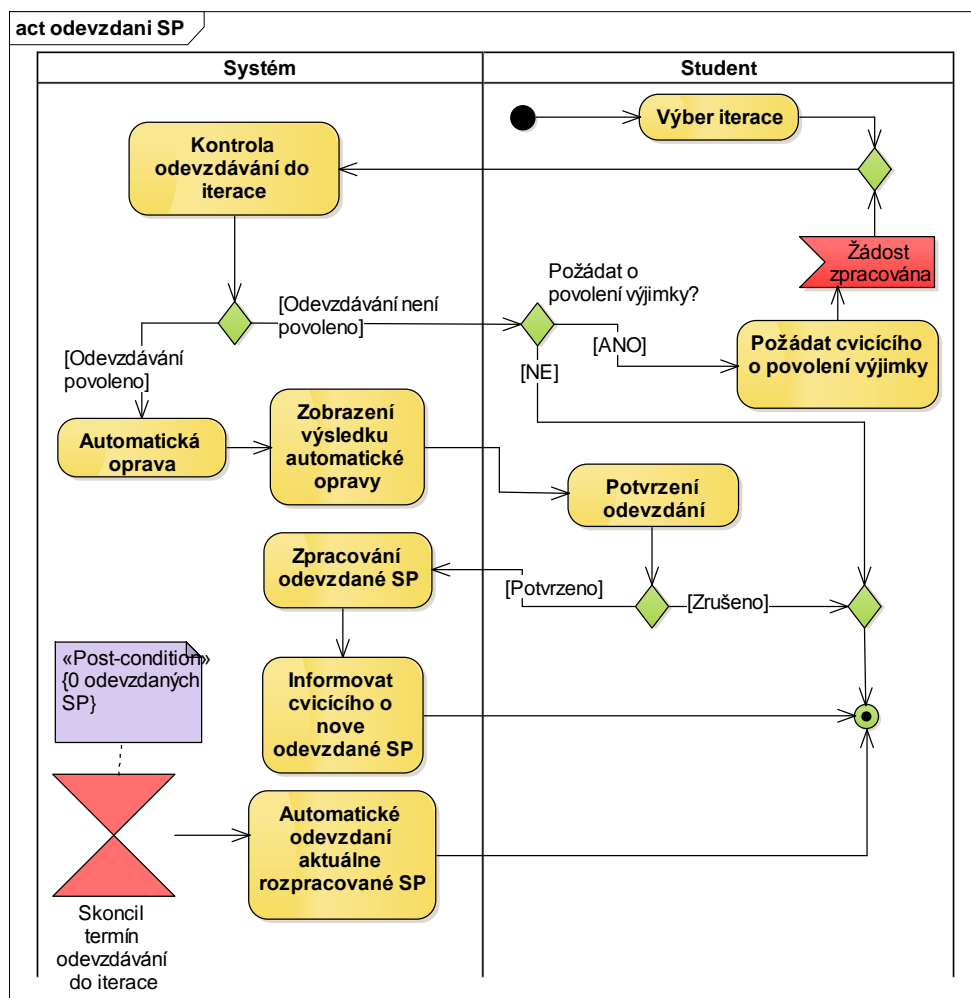 act odevzdani SP
Systém
Student
Výber iterace
Kontrola
odevzdávání do
iterace
Žádost
zpracována
Požádat o
povolení výjimky?
[Odevzdávání není
povoleno]
[ANO]
Požádat cvicícího
o povolení výjimky
[Odevzdávání
povoleno]
[NE]
Automatická
oprava
Zobrazení
výsledku
automatické
opravy
Potvrzení
odevzdání
Zpracování
odevzdané SP
[Potvrzeno]
[Zrušeno]
«Post-condition»
{0 odevzdaných
SP}
Informovat
cvicícího o
nove
odevzdané SP
Automatické
odevzdaní
aktuálne
rozpracované SP
Skoncil
termín
odevzdávání
do iterace